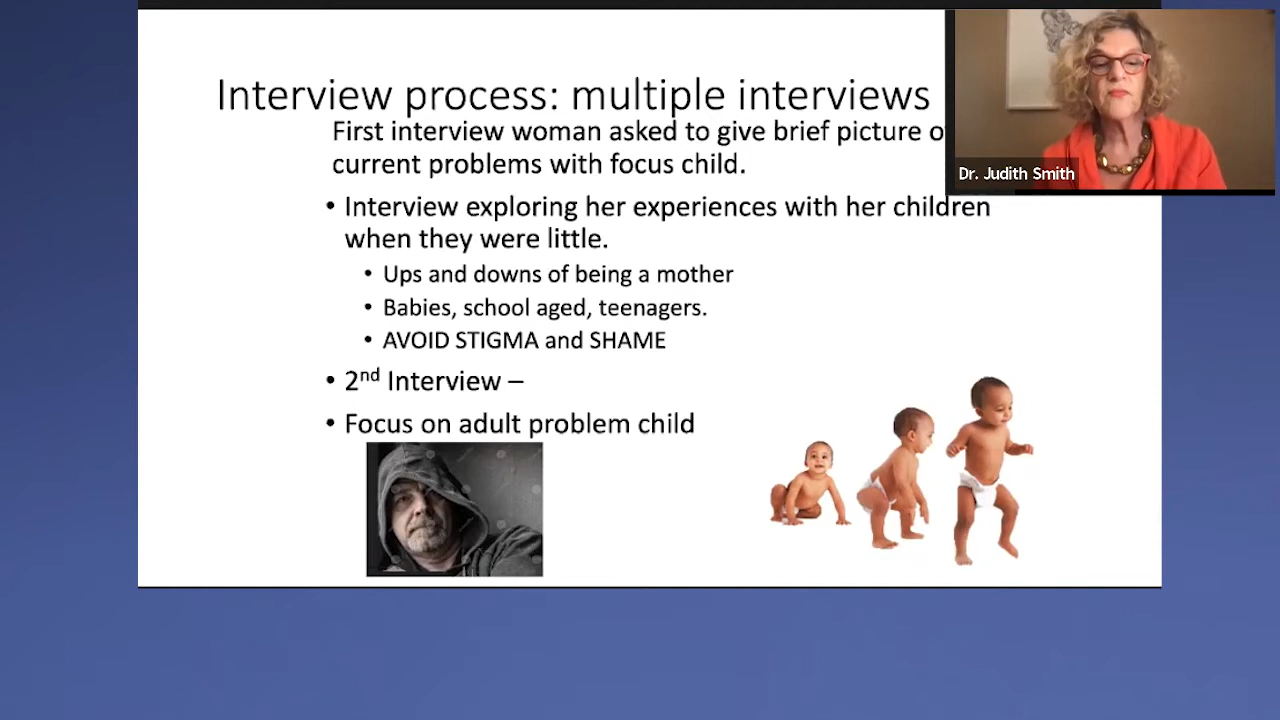 Interview process: multiple interviews
First interview woman asked to give brief picture
current problems with focus child.
• Interview exploring her experiences with her children
when they were little.
• Ups and downs of being a mother
• Babies, school aged, teenagers.
• AVOID STIGMA and SHAME
• 2nd Interview –
• Focus on adult problem child
Dr. Judith Smith